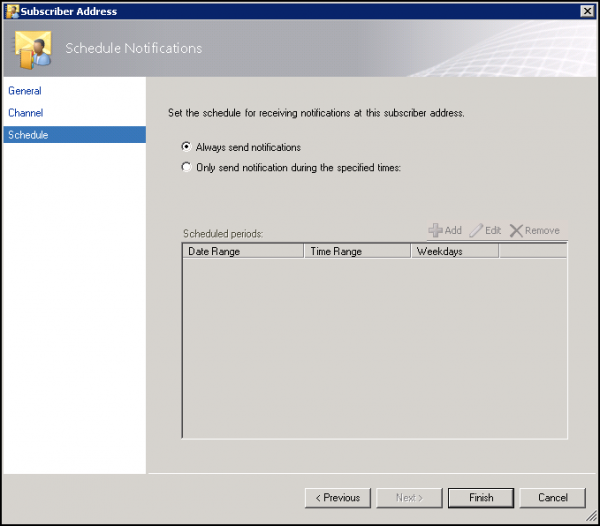 Subscriber Address
Schedule Notifications
General
Channel
Schedule
Set the schedule for receiving notifications at this subscriber address.
Always send notifications
Only send notification during the specified times:
Scheduled periods:
Add Edit Remove
Date Range Time Range Weekdays
< Previous Next > Finish Cancel